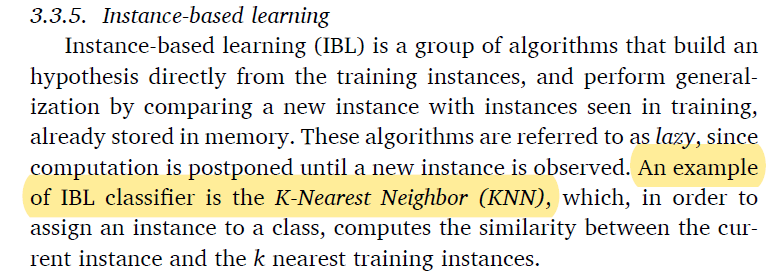 3.3.5. Instance-based learning
Instance-based learning (IBL) is a group of algorithms that build an
hypothesis directly from the training instances, and perform general-
ization by comparing a new instance with instances seen in training,
already stored in memory. These algorithms are referred to as lazy, since
computation is postponed until a new instance is observed. An example
of IBL classifier is the K-Nearest Neighbor (KNN), which, in order to
assign an instance to a class, computes the similarity between the cur-
rent instance and the k nearest training instances.